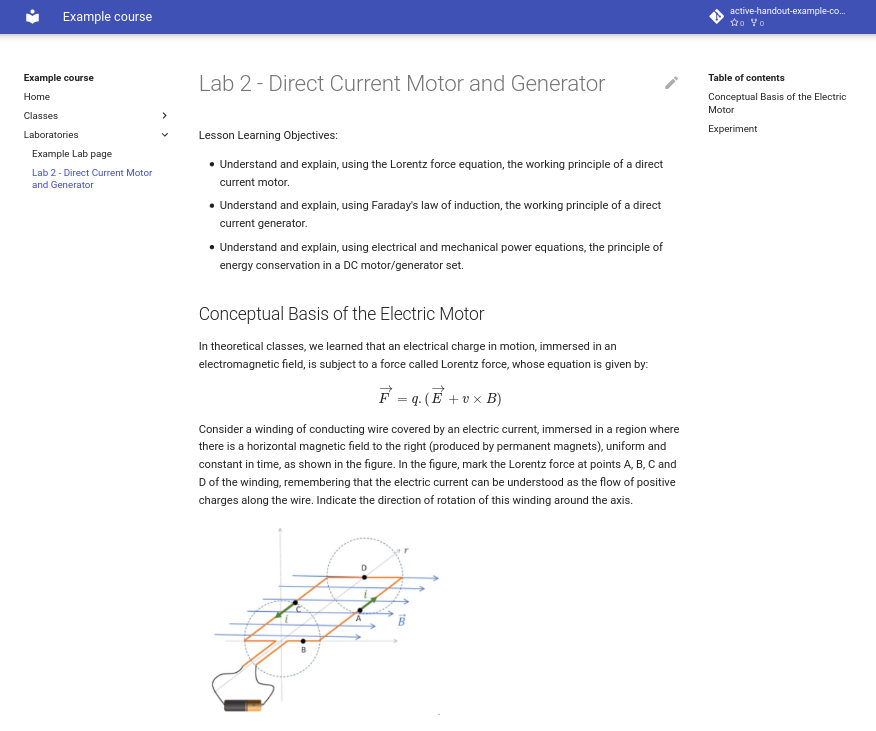 Example course
active-handout-example-co…
0 0
Example course
Home
Classes
Laboratories
Example Lab page
Lab 2 - Direct Current Motor
and Generator
Lab 2 - Direct Current Motor and Generator
Lesson Learning Objectives:
Understand and explain, using the Lorentz force equation, the working principle of a direct
current motor.
Understand and explain, using Faraday's law of induction, the working principle of a direct
current generator.
Understand and explain, using electrical and mechanical power equations, the principle of
energy conservation in a DC motor/generator set.
Conceptual Basis of the Electric Motor
In theoretical classes, we learned that an electrical charge in motion, immersed in an
electromagnetic field, is subject to a force called Lorentz force, whose equation is given by:
F⃗ = q. (E⃗ + v × B)
Consider a winding of conducting wire covered by an electric current, immersed in a region where
there is a horizontal magnetic field to the right (produced by permanent magnets), uniform and
constant in time, as shown in the figure. In the figure, mark the Lorentz force at points A, B, C and
D of the winding, remembering that the electric current can be understood as the flow of positive
charges along the wire. Indicate the direction of rotation of this winding around the axis.
r
D
i
C
A
i
B⃗
B
Table of contents
Conceptual Basis of the Electric
Motor
Experiment